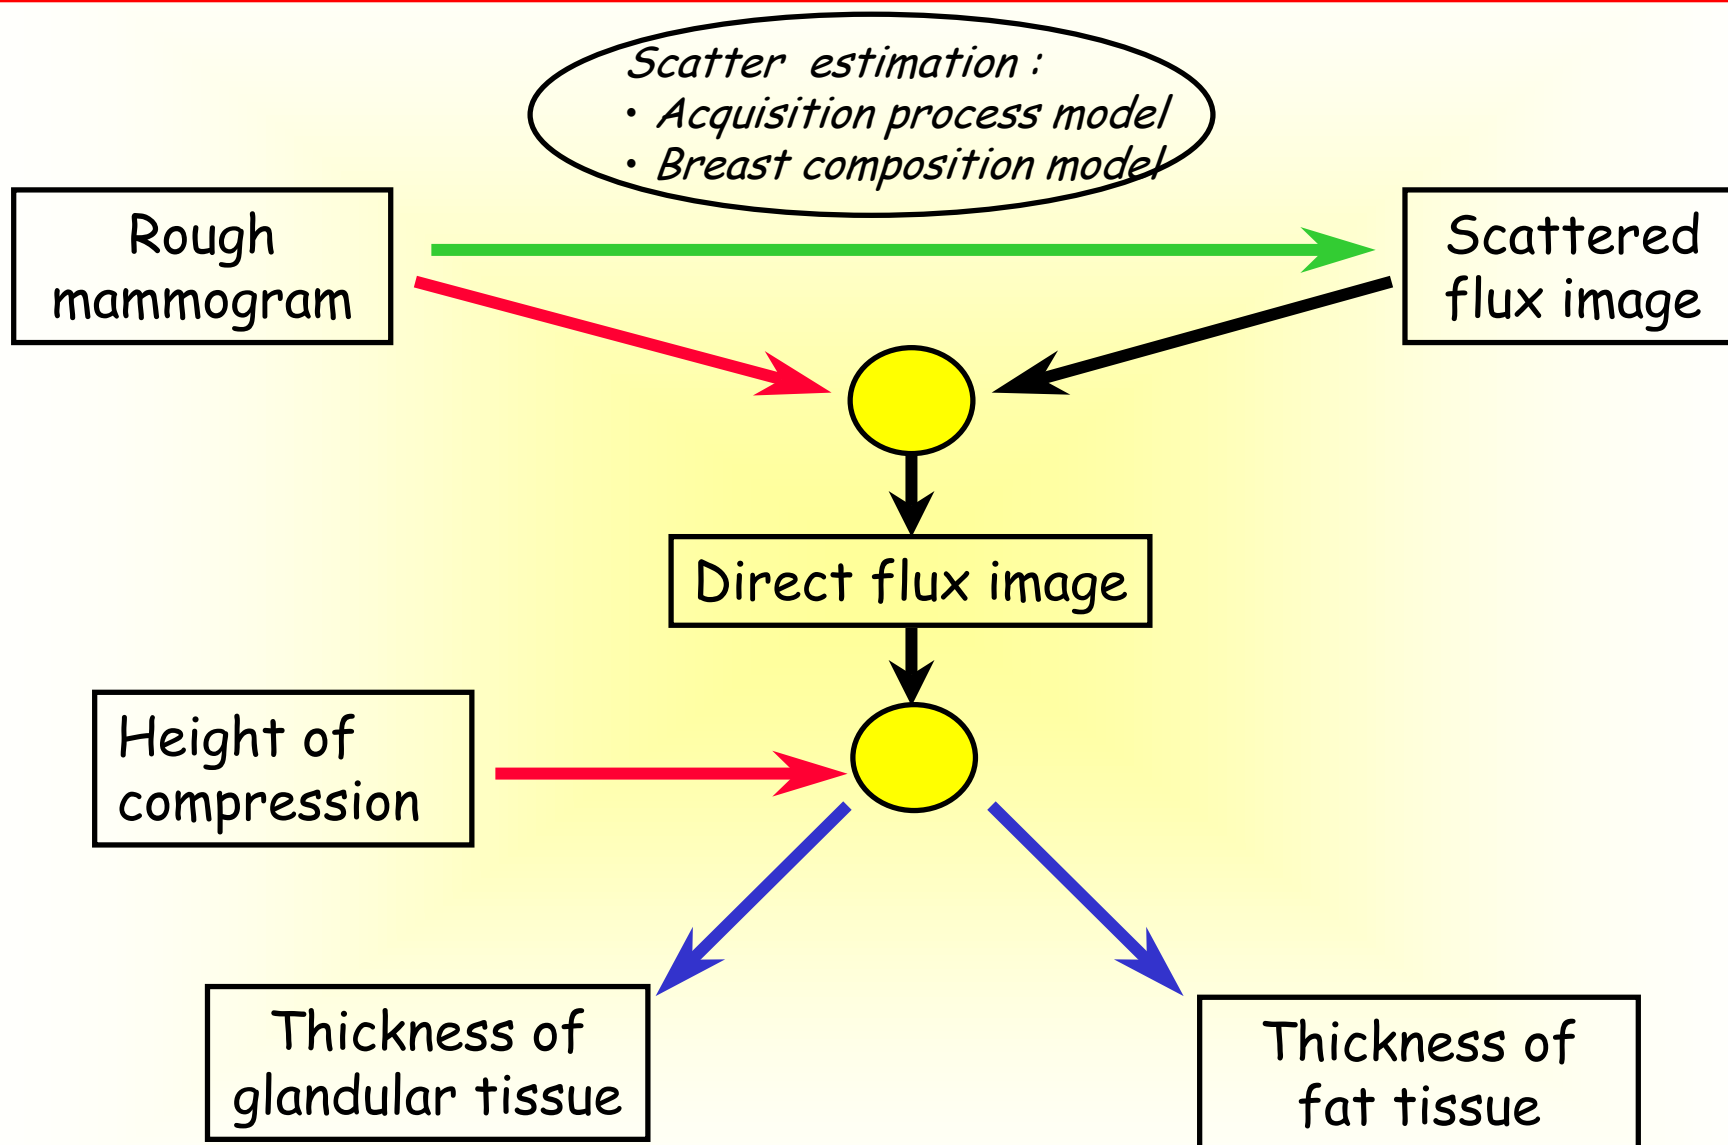 Scatter estimation :
• Acquisition process model
• Breast composition model
Rough
mammogram
Scattered
flux image
Direct flux image
Height of
compression
Thickness of
glandular tissue
Thickness of
fat tissue